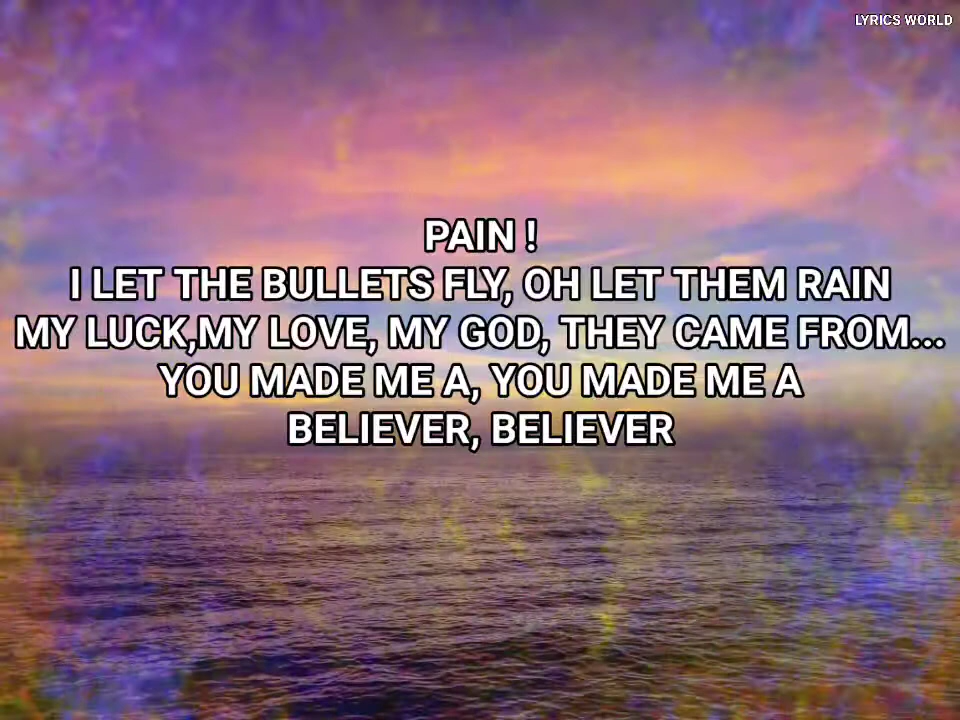 LYRICS WORLD
PAIN !
I LET THE BULLETS FLY, OH LET THEM RAIN
MY LUCK,MY LOVE, MY GOD, THEY CAME FROM...
YOU MADE ME A, YOU MADE ME A
BELIEVER, BELIEVER